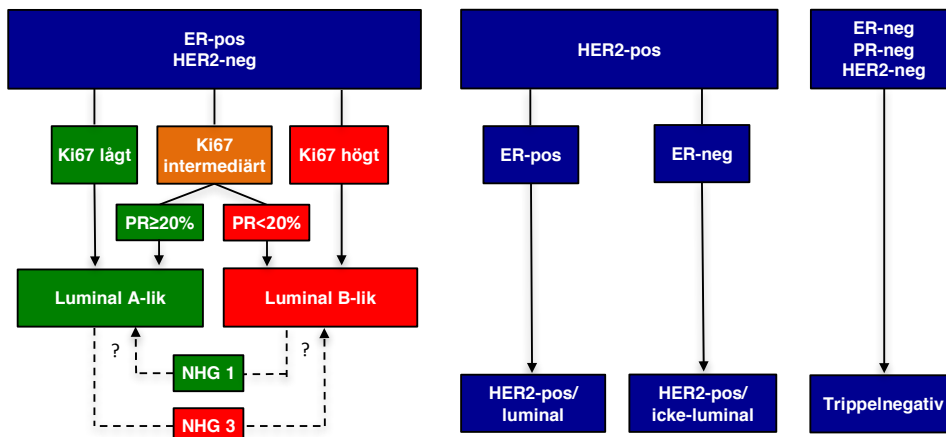 ER-pos
HER2-neg
Ki67 lågt
Ki67
intermediärt
Ki67 högt
PR≥20%
PR<20%
Luminal A-lik
Luminal B-lik
?
?
NHG 1
NHG 3
HER2-pos
ER-pos
ER-neg
HER2-pos/
luminal
HER2-pos/
icke-luminal
ER-neg
PR-neg
HER2-neg
Trippelnegativ